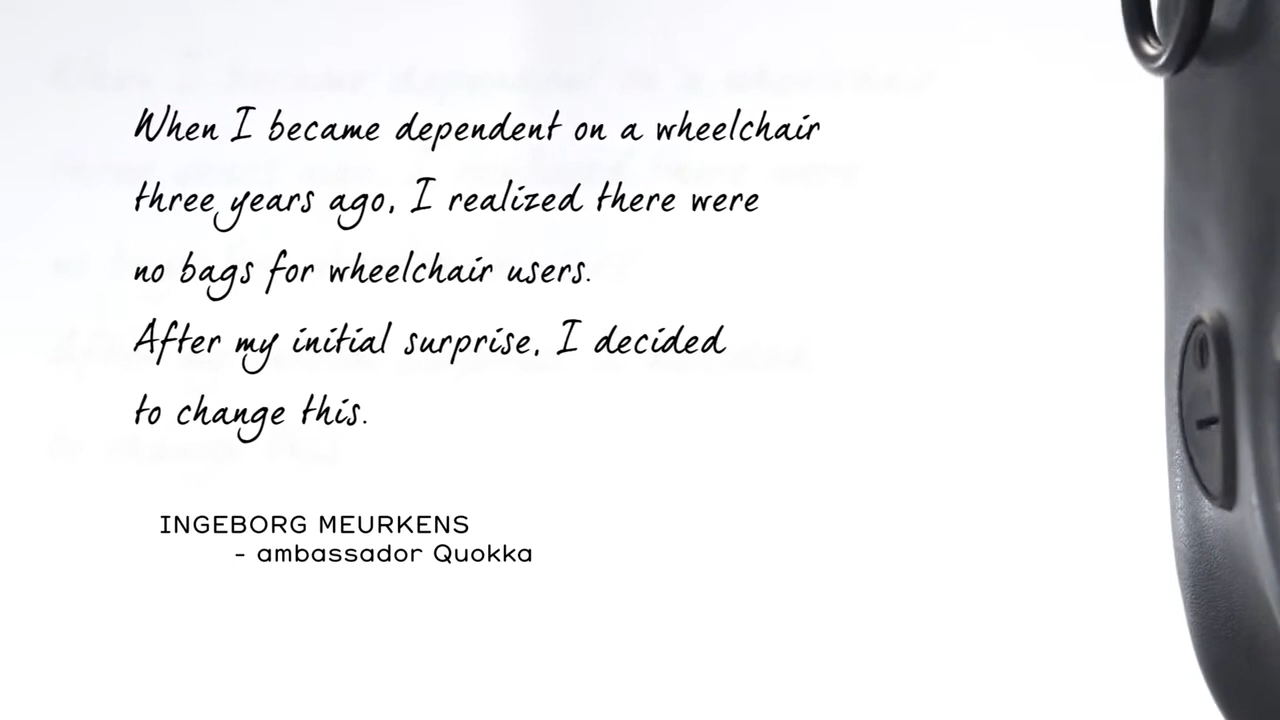 When I became dependent on a wheelchair
three years ago, I realized there were
no bags for wheelchair users.
After my initial surprise, I decided
to change this.
INGEBORG MEURKENS
- ambassador Quokka